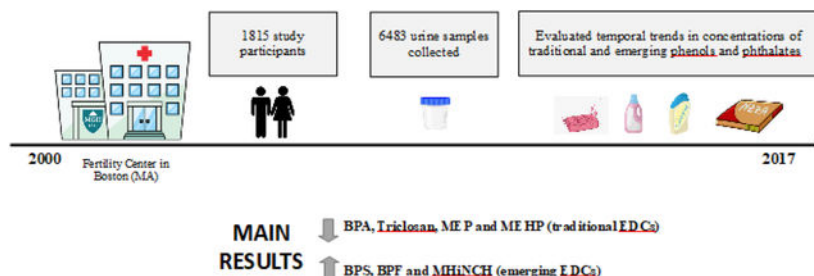 1815 study
participants
6483 urine samples
collected
Evaluated temporal trends in concentrations of
traditional and emerging phenols and phthalates
MGH
PIZZA
2000
Fertility Center in
Boston (MA)
2017
MAIN
RESULTS
BPA, Triclosan, MEP and MEHP (traditional EDCs)
BPS, BPF and MHiNCH (emerging EDCs)